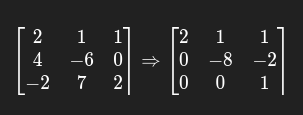 [2 1 1] [2 1 1]
[4 −6 0] ⇒ [0 −8 −2]
[−2 7 2] [0 0 1]